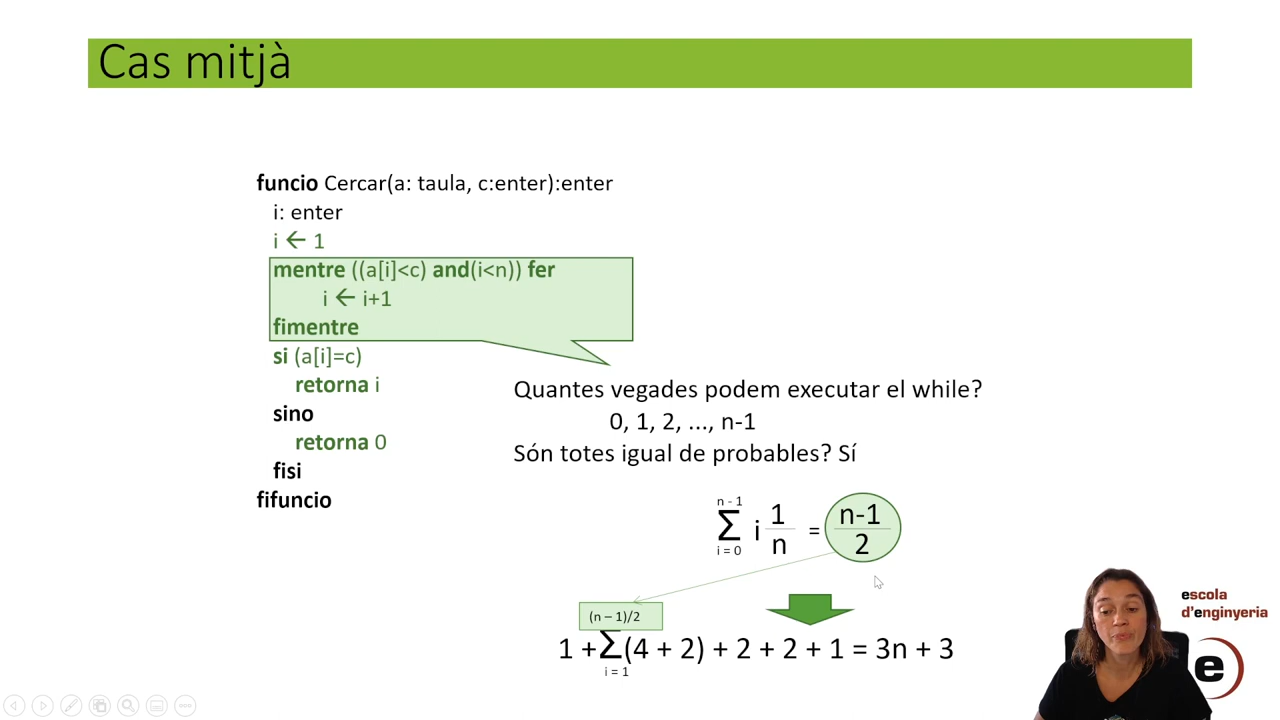 Cas mitjà
funcio Cercar(a: taula, c:enter):enter
i: enter
i ← 1
mentre ((a[i]<c) and(i<n)) fer
i ← i+1
fimentre
si (a[i]=c)
retorna i
sino
retorna 0
fisi
fifuncio
Quantes vegades podem executar el while?
0, 1, 2, ..., n-1
Són totes igual de probables? Sí
n - 1
Σ i 1/n = n-1/2
i = 0
(n – 1)/2
1 + Σ(4 + 2) + 2 + 2 + 1 = 3n + 3
i = 1
escola
d'enginyeria
e